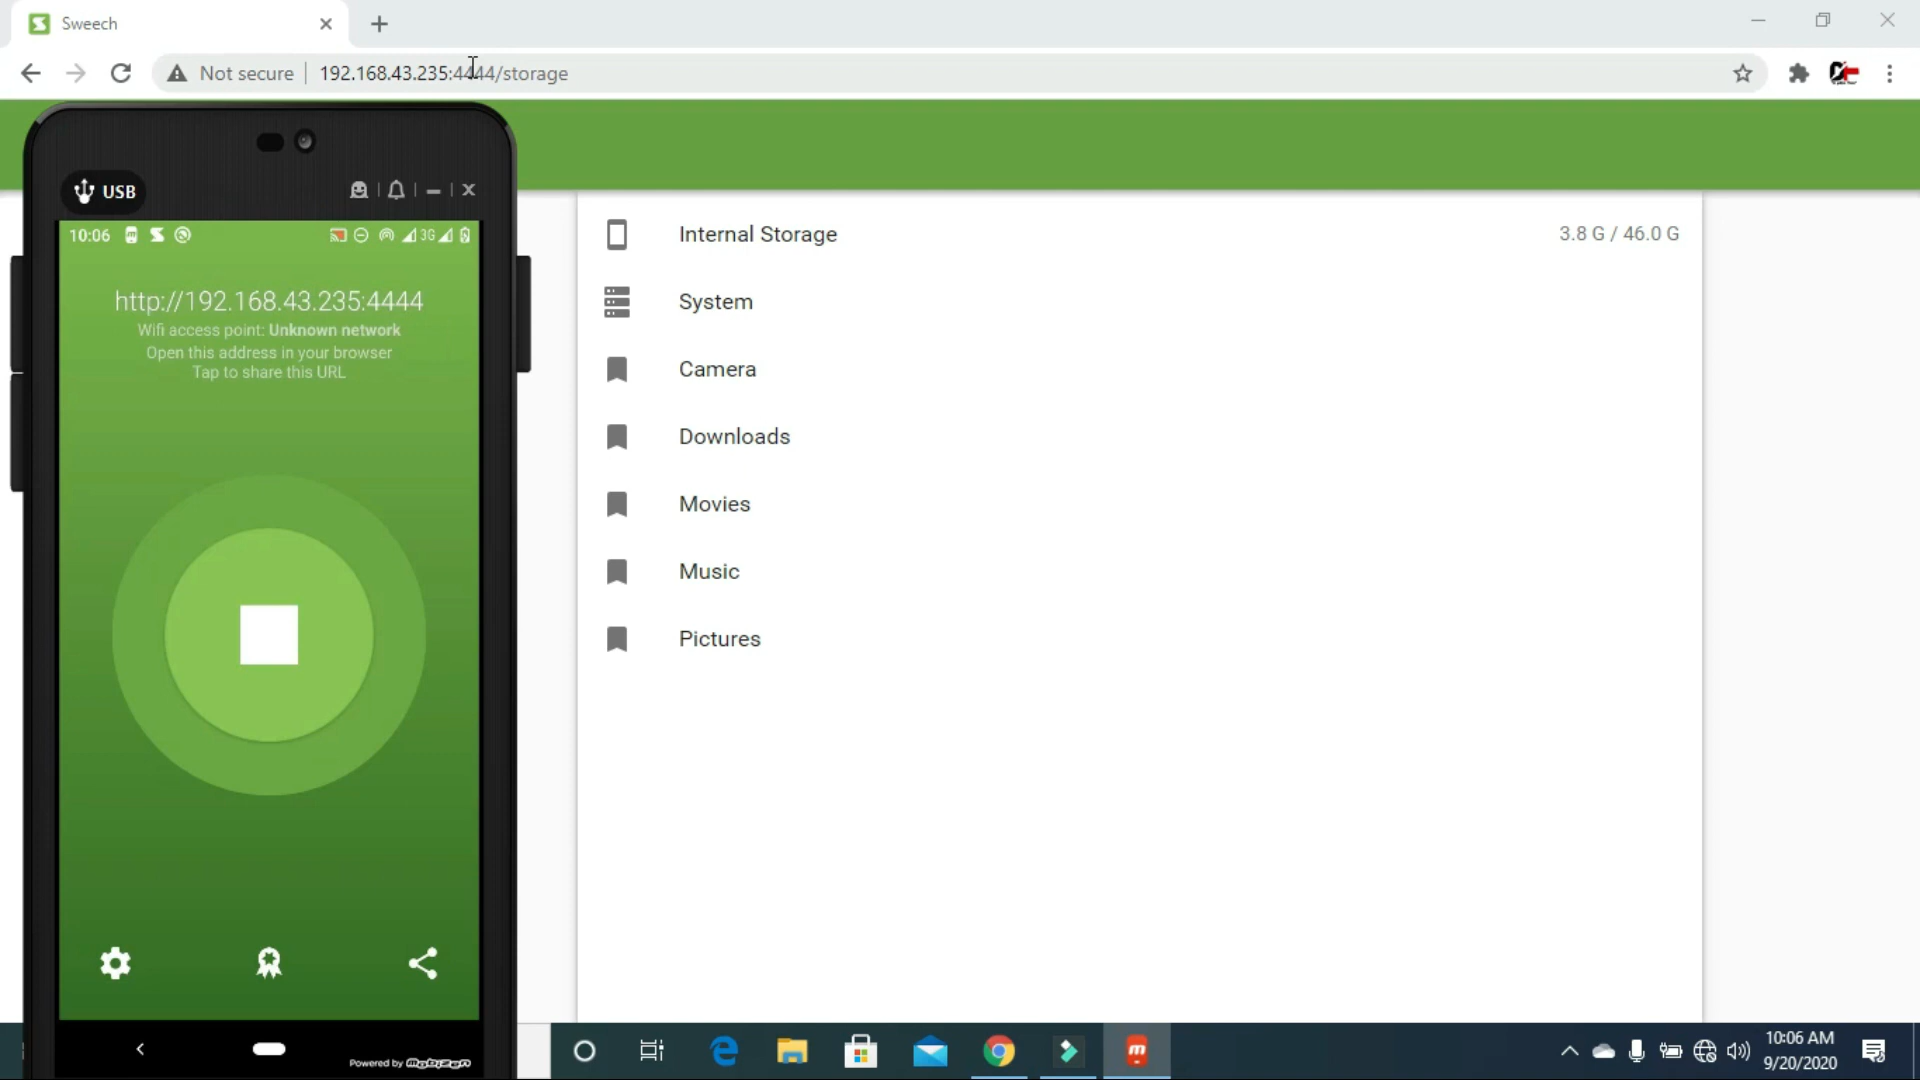 Sweech
Not secure
192.168.43.235:4444/storage
USB
10:06
3G
http://192.168.43.235:4444
Wifi access point: Unknown network
Open this address in your browser
Tap to share this URL
Powered by Mobizen
Internal Storage
3.8 G / 46.0 G
System
Camera
Downloads
Movies
Music
Pictures
10:06 AM
9/20/2020